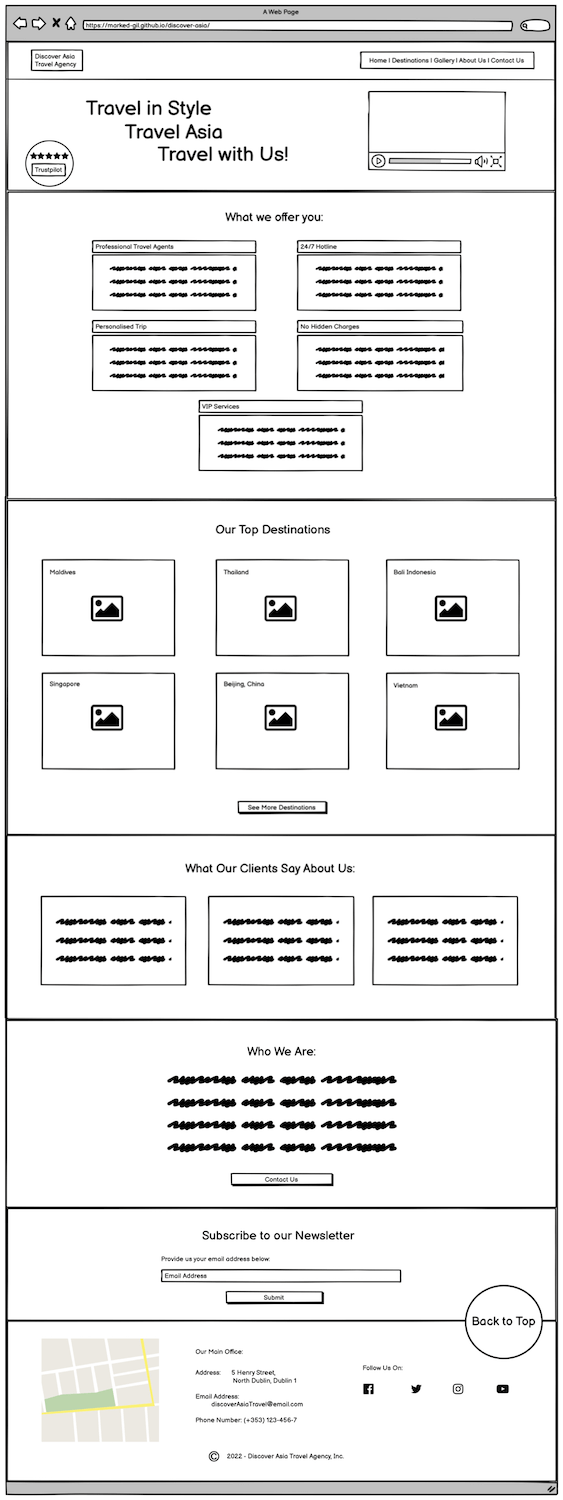 A Web Page
https://marked-gil.github.io/discover-asia/
Discover Asia
Travel Agency
Home | Destinations | Gallery | About Us | Contact Us
Travel in Style
Travel Asia
Travel with Us!
Trustpilot
What we offer you:
Professional Travel Agents
24/7 Hotline
Personalised Trip
No Hidden Charges
VIP Services
Our Top Destinations
Maldives
Thailand
Bali Indonesia
Singapore
Beijing, China
Vietnam
See More Destinations
What Our Clients Say About Us:
Who We Are:
Contact Us
Subscribe to our Newsletter
Provide us your email address below:
Email Address
Submit
Back to Top
Our Main Office:
Address: 5 Henry Street,
North Dublin, Dublin 1
Email Address:
discoverAsiaTravel@email.com
Phone Number: (+353) 123-456-7
Follow Us On:
© 2022 - Discover Asia Travel Agency, Inc.